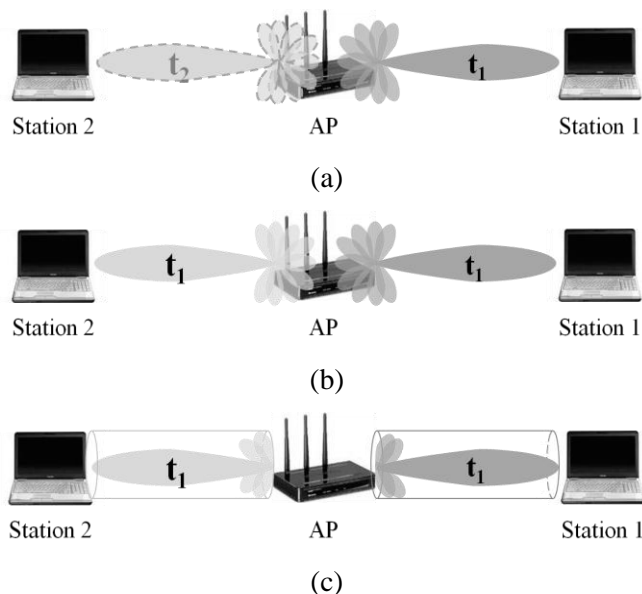 t2
t1
Station 2 AP Station 1
(a)
t1
t1
Station 2 AP Station 1
(b)
t1
t1
Station 2 AP Station 1
(c)